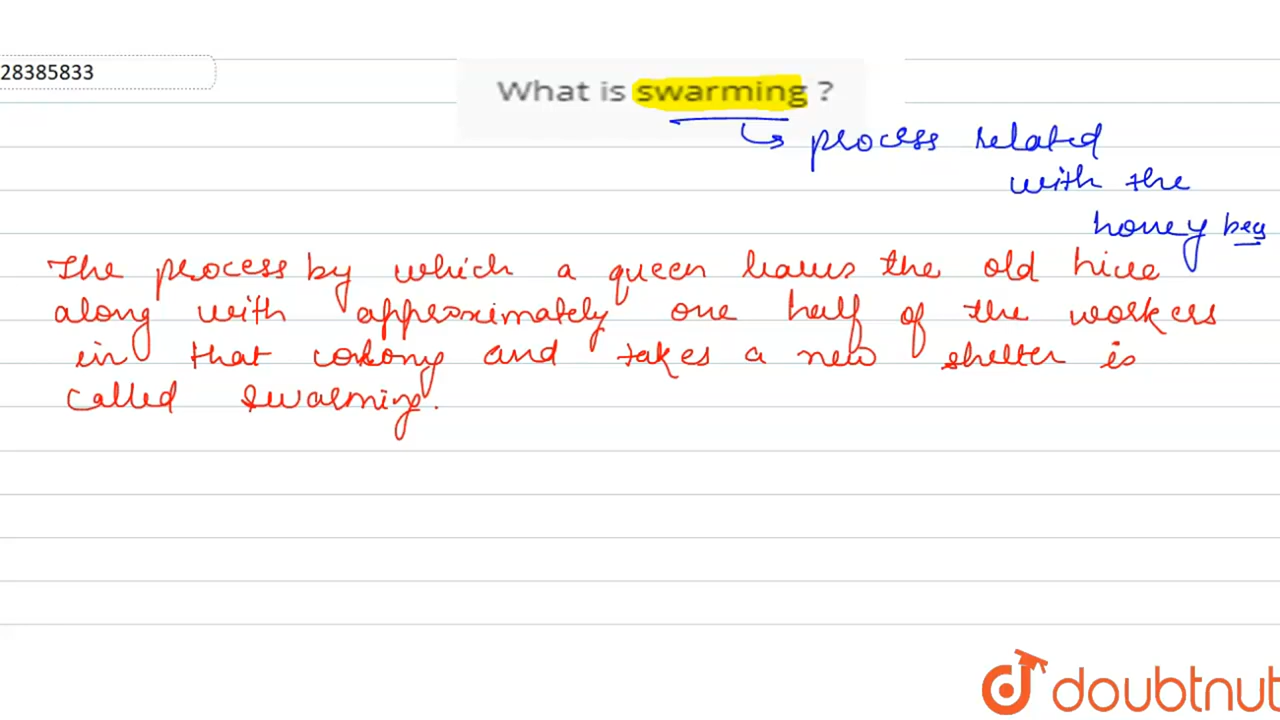 28385833
What is swarming ?
process related
with the
honey bees
The process by which a queen leaves the old hive
along with approximately one half of the workers
in that colony and takes a new shelter is
called swarming.
doubtnut